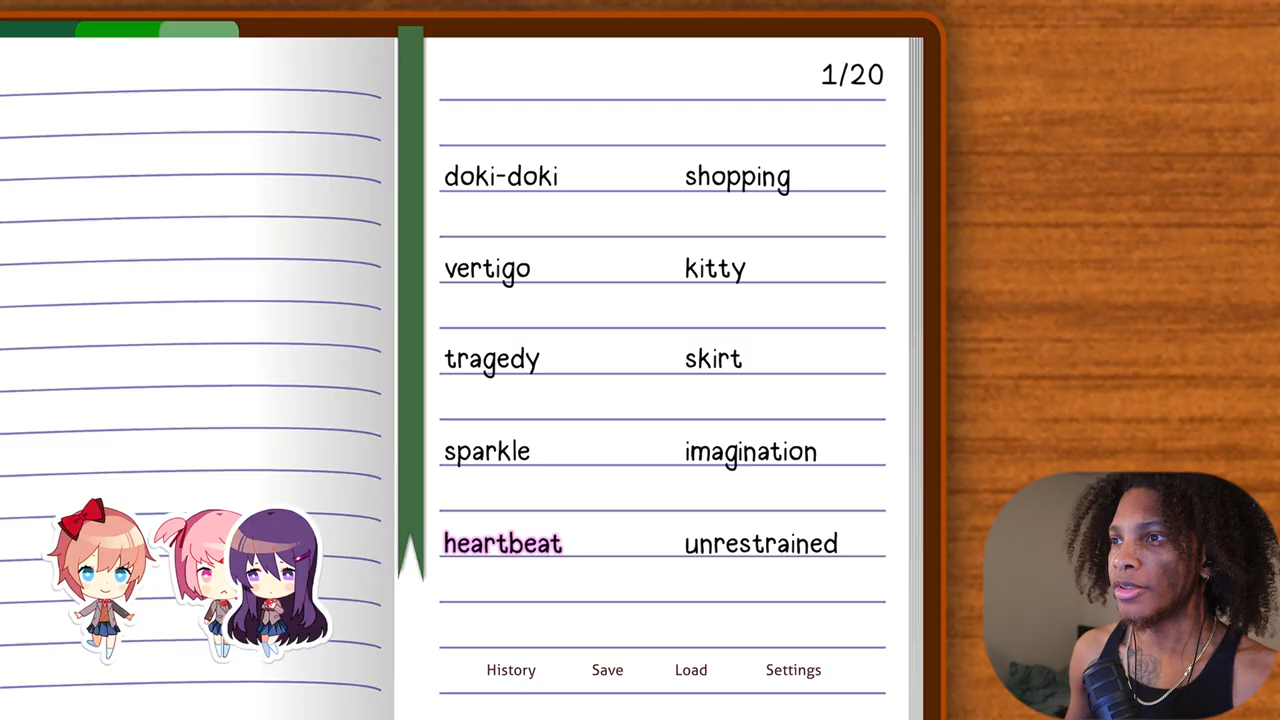 1/20
doki-doki shopping
vertigo kitty
tragedy skirt
sparkle imagination
heartbeat unrestrained
History Save Load Settings